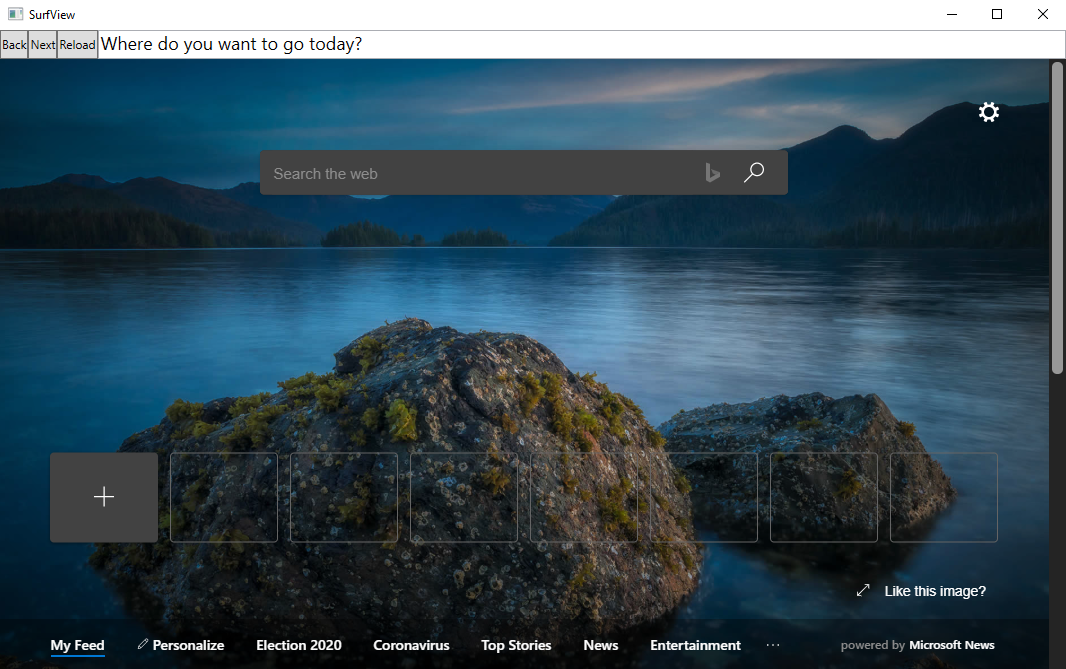 SurfView
Back Next Reload Where do you want to go today?
Search the web
Like this image?
My Feed Personalize Election 2020 Coronavirus Top Stories News Entertainment ... powered by Microsoft News